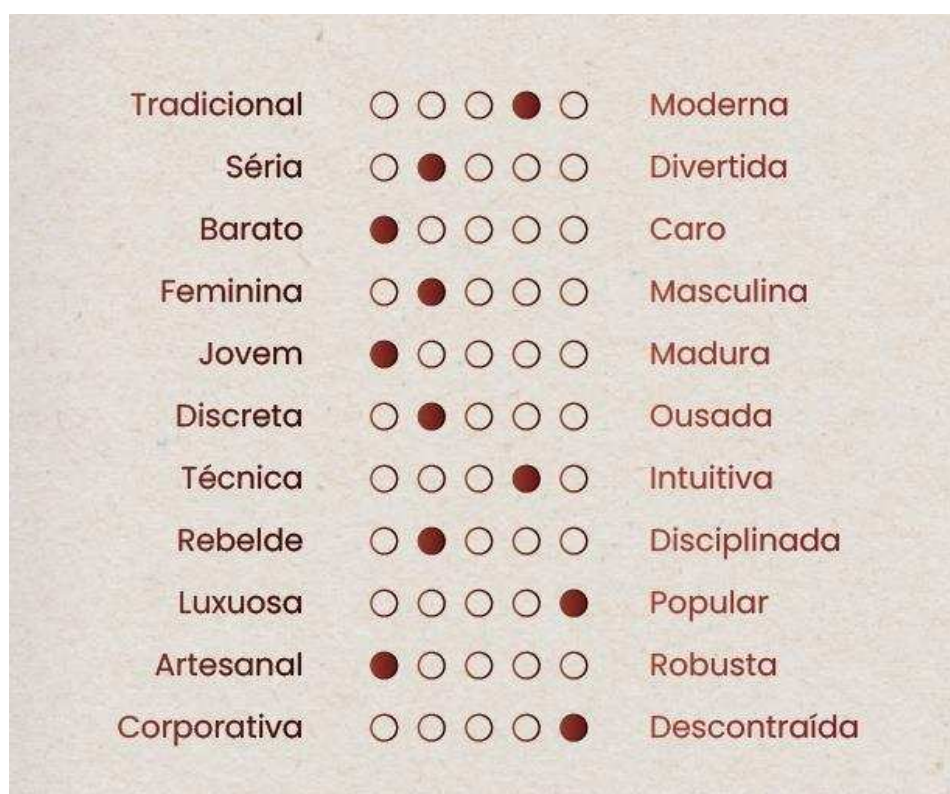 Tradicional Moderna
Séria Divertida
Barato Caro
Feminina Masculina
Jovem Madura
Discreta Ousada
Técnica Intuitiva
Rebelde Disciplinada
Luxuosa Popular
Artesanal Robusta
Corporativa Descontraída